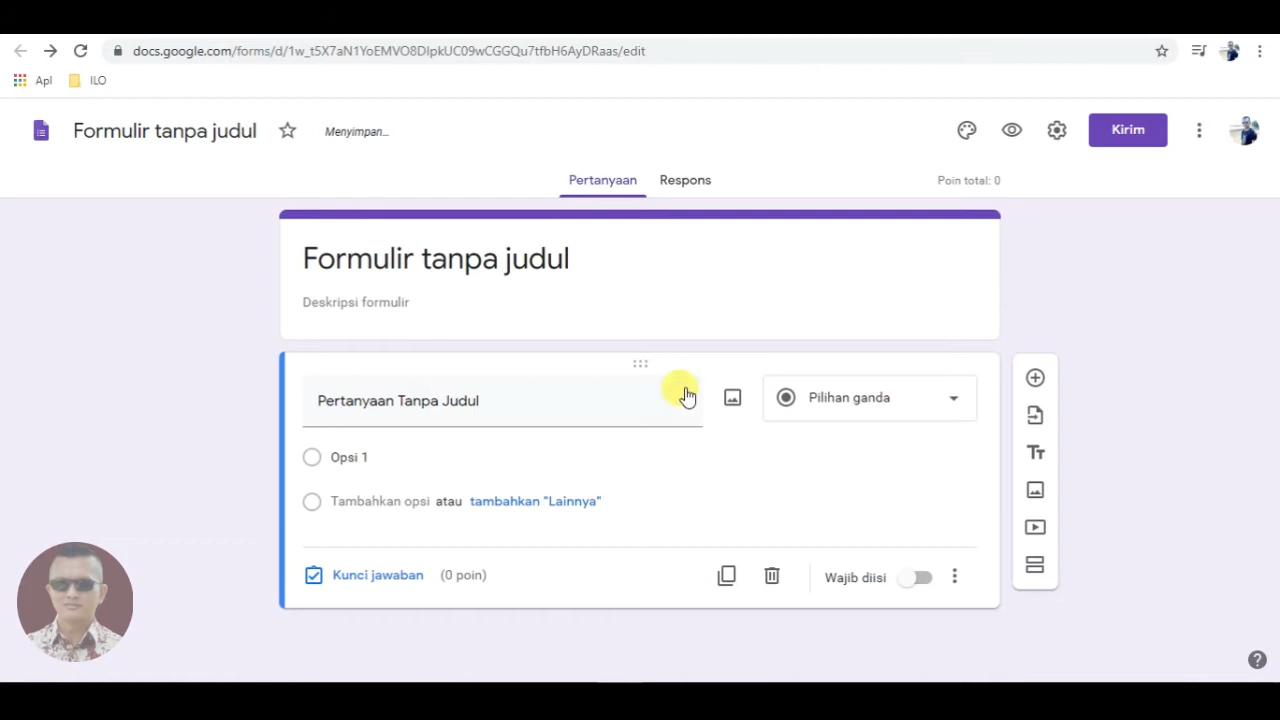 docs.google.com/forms/d/1w_t5X7aN1YoEMVO8DIpkUC09wCGGQu7tfbH6AyDRaas/edit
Apl ILO
Formulir tanpa judul Menyimpan... Kirim
Pertanyaan Respons Poin total: 0
Formulir tanpa judul
Deskripsi formulir
Pertanyaan Tanpa Judul Pilihan ganda
Opsi 1
Tambahkan opsi atau tambahkan "Lainnya"
Kunci jawaban (0 poin) Wajib diisi